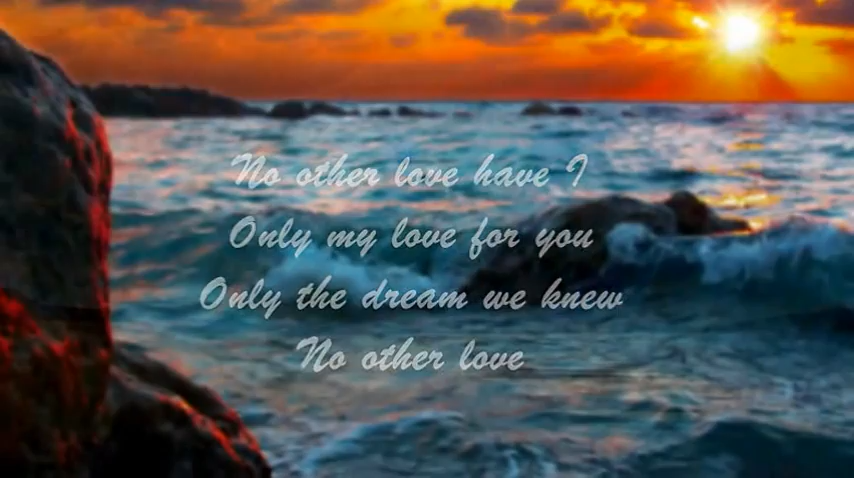 No other love have I
Only my love for you
Only the dream we knew
No other love